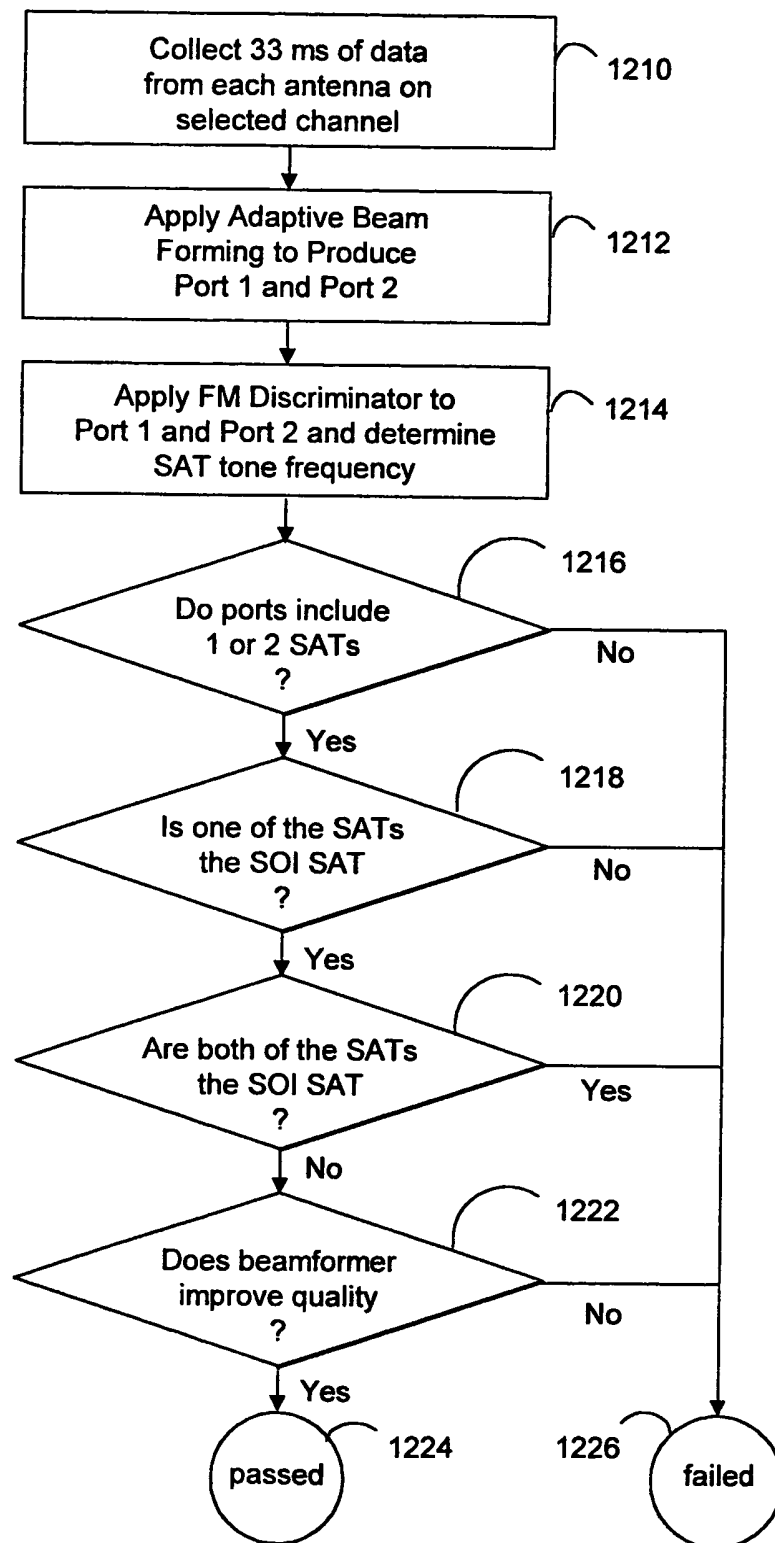 Collect 33 ms of data
from each antenna on
selected channel
1210
Apply Adaptive Beam
Forming to Produce
Port 1 and Port 2
1212
Apply FM Discriminator to
Port 1 and Port 2 and determine
SAT tone frequency
1214
Do ports include
1 or 2 SATs
?
1216
No
Yes
Is one of the SATs
the SOI SAT
?
1218
No
Yes
Are both of the SATs
the SOI SAT
?
1220
Yes
No
Does beamformer
improve quality
?
1222
No
Yes
passed
1224
1226
failed